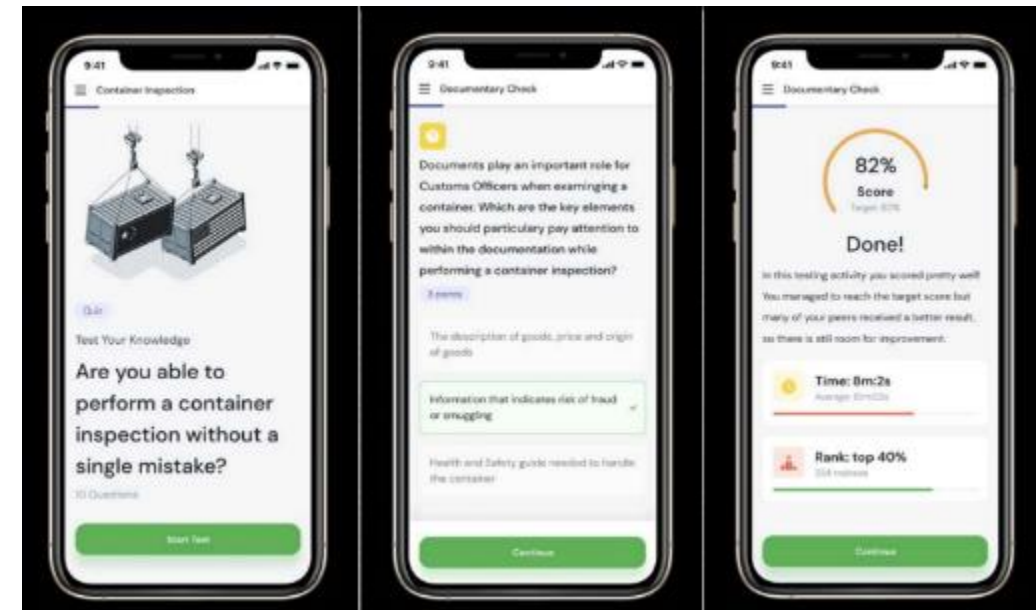 9:41
Container Inspection
Quiz
Test Your Knowledge
Are you able to
perform a container
inspection without a
single mistake?
10 Questions
Start Test
9:41
Documentary Check
Documents play an important role for
Customs Officers when examinging a
container. Which are the key elements
you should particulary pay attention to
within the documentation while
performing a container inspection?
points
The description of goods, price and origin
of goods
Information that indicates risk of fraud
or smuggling
Health and Safety guide needed to handle
the container
Continue
9:41
Documentary Check
82%
Score
Target:
Done!
In this testing activity you scored pretty well!
You managed to reach the target score but
many of your peers received a better result,
so there is still room for improvement.
Time: 8m:2s
Average:
Rank: top 40%
Continue